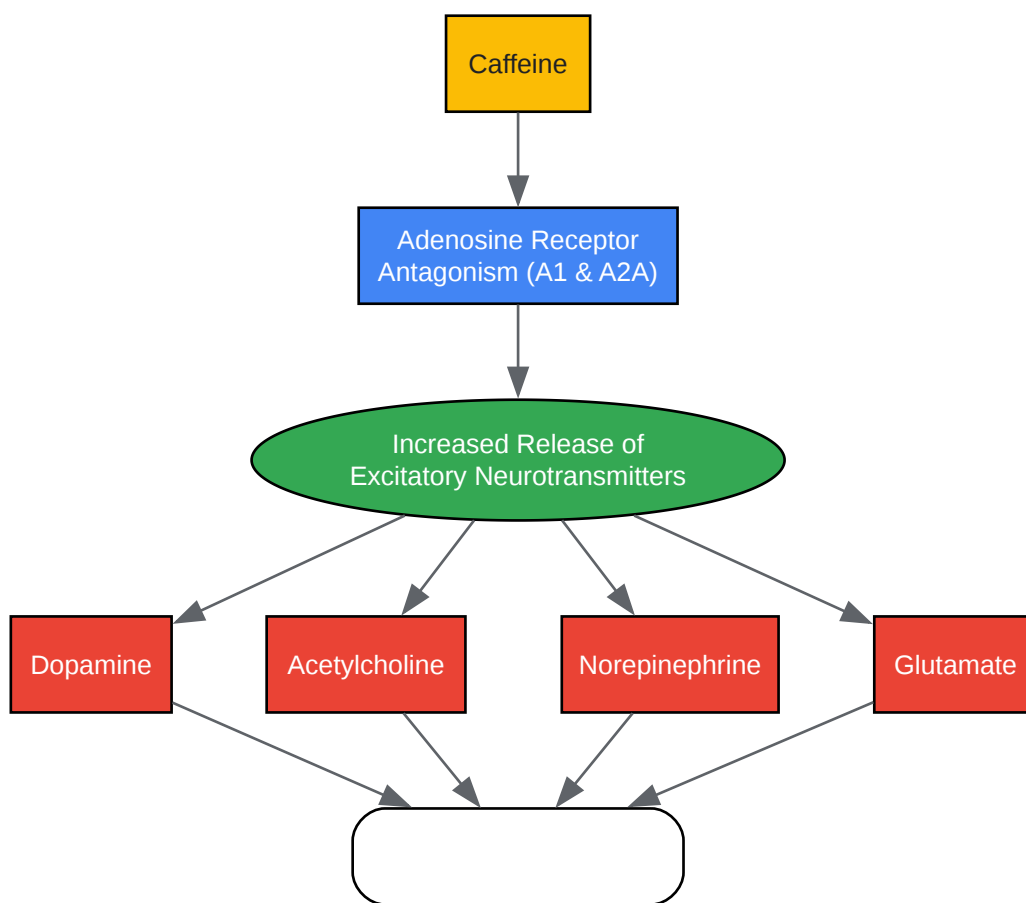 Caffeine
Adenosine Receptor
Antagonism (A1 & A2A)
Increased Release of
Excitatory Neurotransmitters
Dopamine
Acetylcholine
Norepinephrine
Glutamate